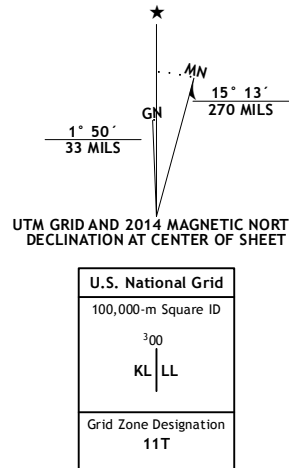 ★
MN
GN
15° 13´
270 MILS
1° 50´
33 MILS
UTM GRID AND 2014 MAGNETIC NORT
DECLINATION AT CENTER OF SHEET
U.S. National Grid
100,000-m Square ID
³00
KL LL
Grid Zone Designation
11T